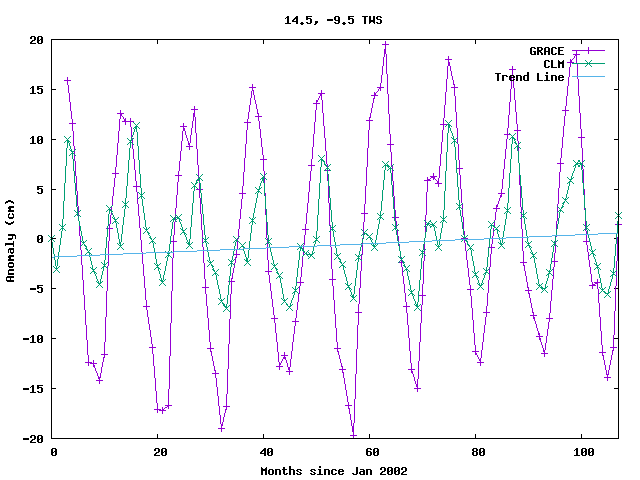 14.5, -9.5 TWS
GRACE
CLM
Trend Line
Anomaly (cm)
20
15
10
5
0
-5
-10
-15
-20
0 20 40 60 80 100
Months since Jan 2002